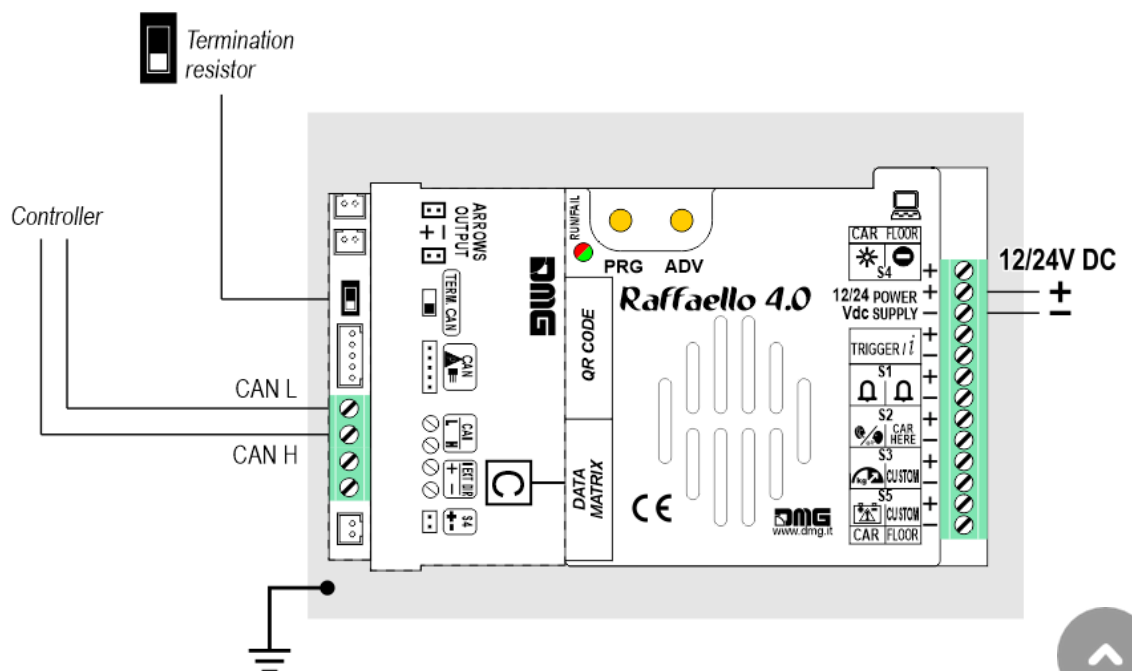 Termination
resistor
Controller
CAN L
CAN H
ARROWS
OUTPUT
+ −
TERM. CAN
CAN
CAN
L H
NEXT DIR
+ −
S4
+ −
C
DMG
RUN/FAIL
PRG ADV
Raffaello 4.0
QR CODE
DATA
MATRIX
CE
DMG
www.dmg.it
CAR FLOOR
S4 +
12/24 POWER +
Vdc SUPPLY −
+
TRIGGER / i
−
S1 +
−
S2 +
CAR
HERE −
S3 +
kg CUSTOM −
S5 +
CUSTOM −
CAR FLOOR
12/24V DC
+
−